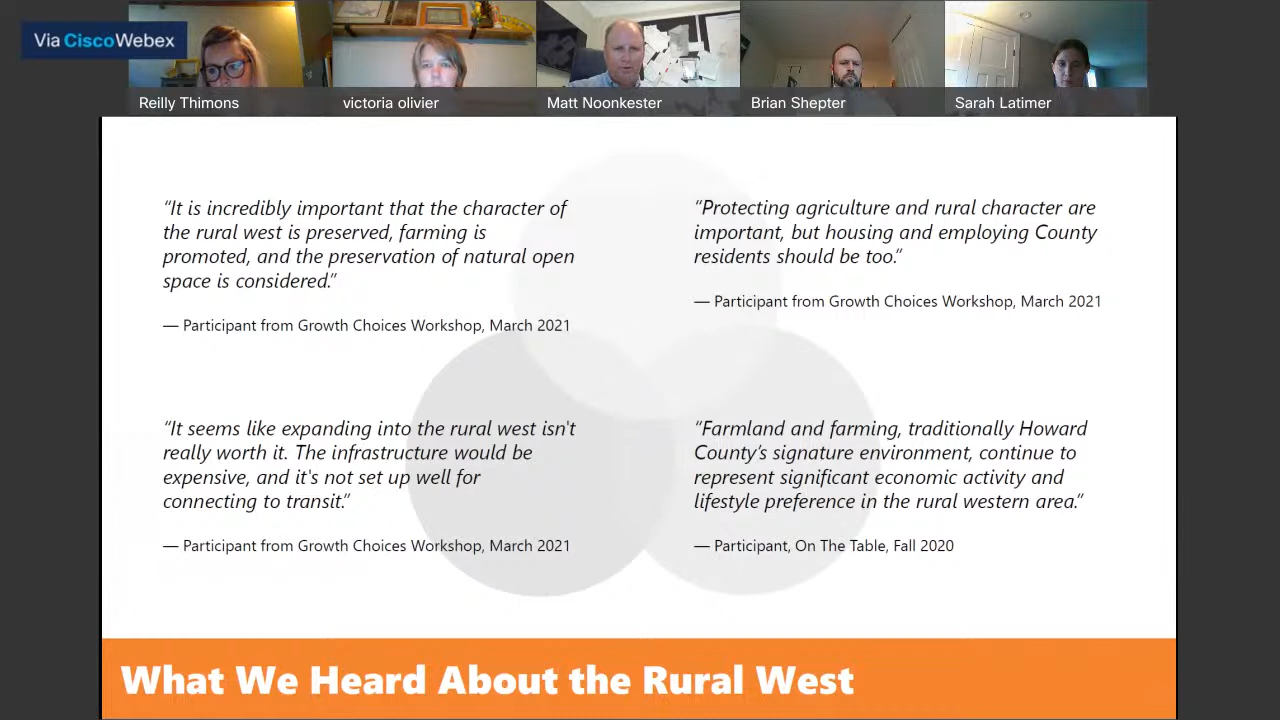 Via Cisco Webex
Reilly Thimons
victoria olivier
Matt Noonkester
Brian Shepter
Sarah Latimer
“It is incredibly important that the character of
the rural west is preserved, farming is
promoted, and the preservation of natural open
space is considered.”
— Participant from Growth Choices Workshop, March 2021
“Protecting agriculture and rural character are
important, but housing and employing County
residents should be too.”
— Participant from Growth Choices Workshop, March 2021
“It seems like expanding into the rural west isn't
really worth it. The infrastructure would be
expensive, and it's not set up well for
connecting to transit.”
— Participant from Growth Choices Workshop, March 2021
“Farmland and farming, traditionally Howard
County’s signature environment, continue to
represent significant economic activity and
lifestyle preference in the rural western area.”
— Participant, On The Table, Fall 2020
What We Heard About the Rural West